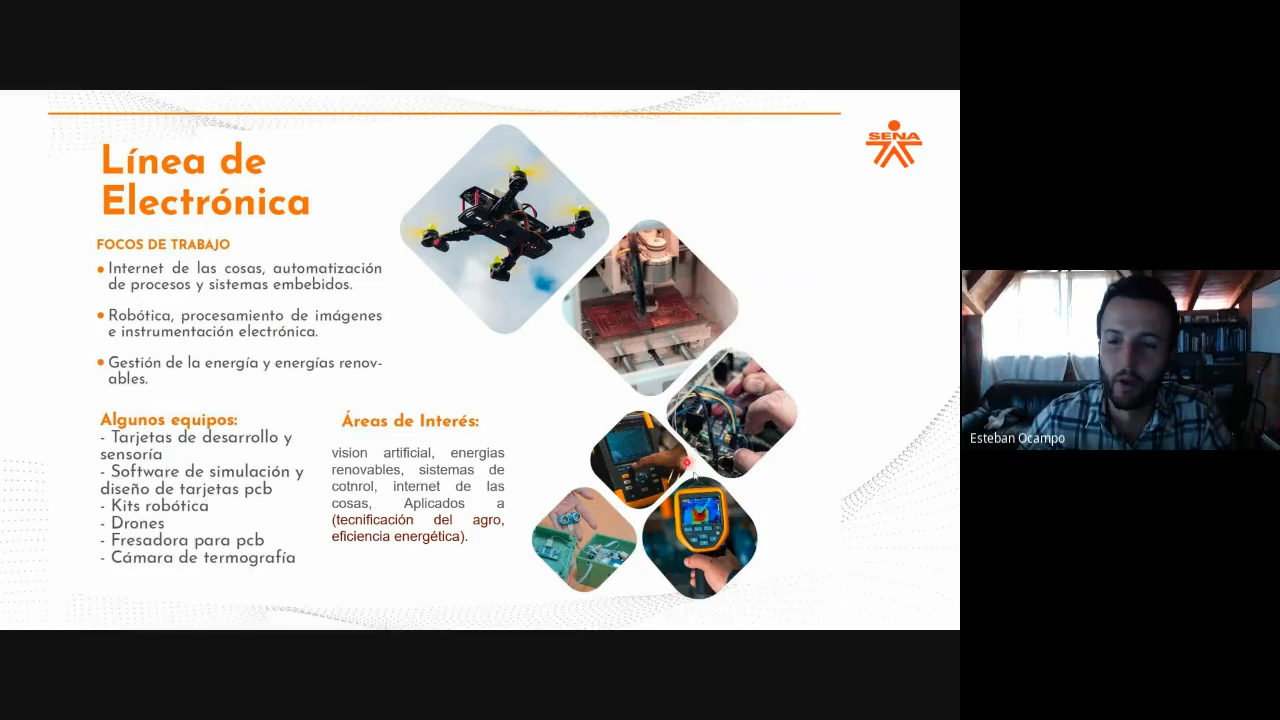 SENA
Línea de
Electrónica
FOCOS DE TRABAJO
Internet de las cosas, automatización
de procesos y sistemas embebidos.
Robótica, procesamiento de imágenes
e instrumentación electrónica.
Gestión de la energía y energías renov-
ables.
Algunos equipos:
- Tarjetas de desarrollo y
sensoría
- Software de simulación y
diseño de tarjetas pcb
- Kits robótica
- Drones
- Fresadora para pcb
- Cámara de termografía
Áreas de Interés:
vision artificial, energias
renovables, sistemas de
cotnrol, internet de las
cosas, Aplicados a
(tecnificación del agro,
eficiencia energética).
Esteban Ocampo